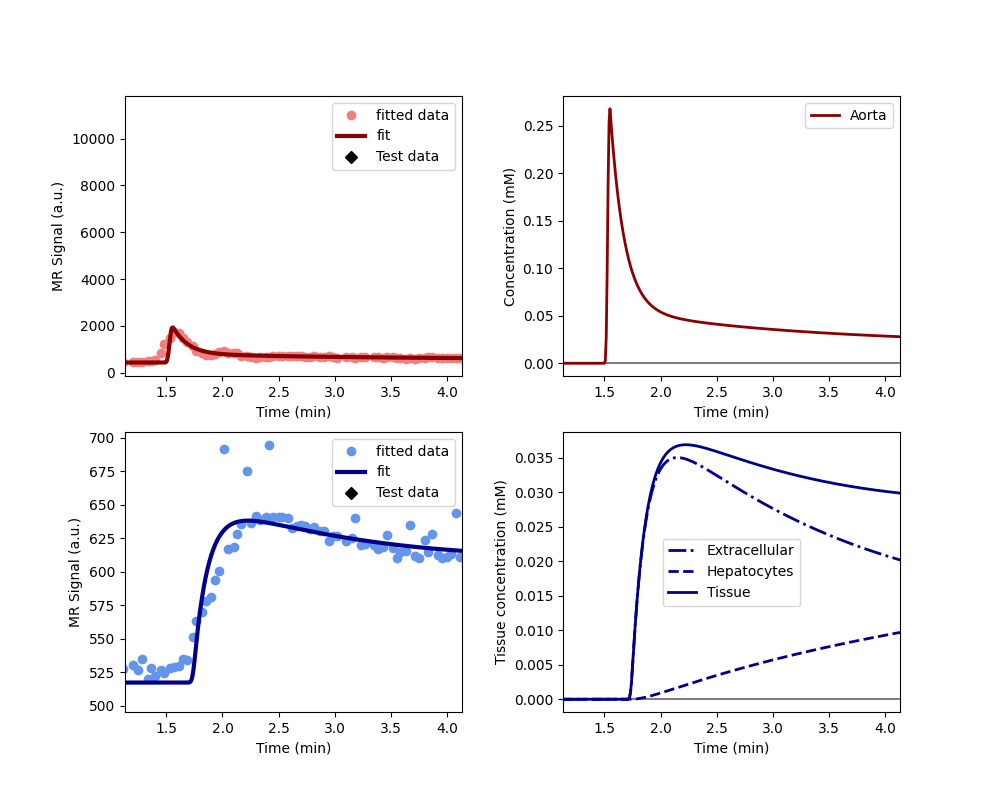 10000
8000
6000
4000
2000
0
MR Signal (a.u.)
1.5 2.0 2.5 3.0 3.5 4.0
Time (min)
fitted data
fit
Test data
0.25
0.20
0.15
0.10
0.05
0.00
Concentration (mM)
1.5 2.0 2.5 3.0 3.5 4.0
Time (min)
Aorta
700
675
650
625
600
575
550
525
500
MR Signal (a.u.)
1.5 2.0 2.5 3.0 3.5 4.0
Time (min)
fitted data
fit
Test data
0.035
0.030
0.025
0.020
0.015
0.010
0.005
0.000
Tissue concentration (mM)
1.5 2.0 2.5 3.0 3.5 4.0
Time (min)
Extracellular
Hepatocytes
Tissue